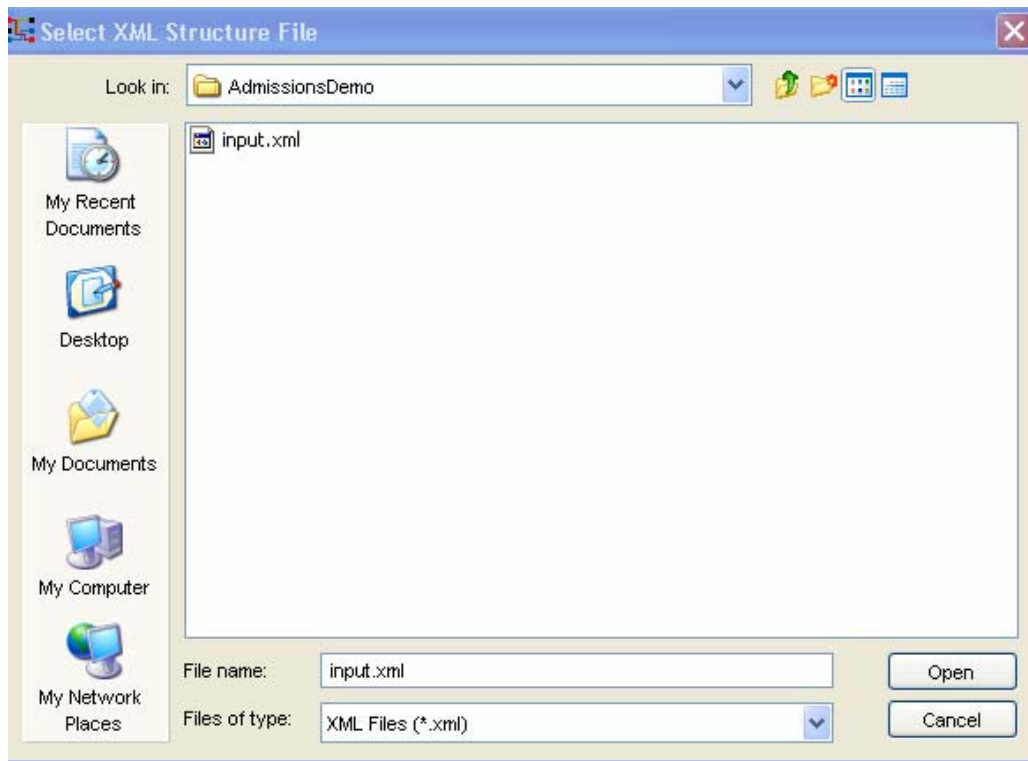 Select XML Structure File
Look in:
AdmissionsDemo
input.xml
My Recent
Documents
Desktop
My Documents
My Computer
My Network
Places
File name:
input.xml
Open
Files of type:
XML Files (*.xml)
Cancel